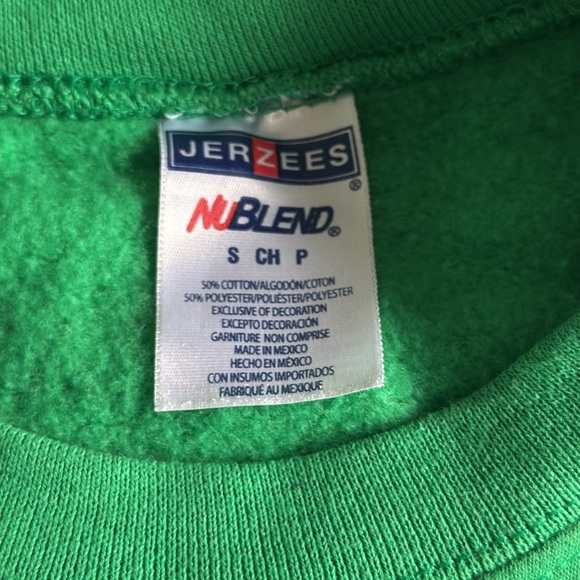 JERZEES
®
NUBLEND®
S CH P
50% COTTON/ALGODÓN/COTON
50% POLYESTER/POLIÉSTER/POLYESTER
EXCLUSIVE OF DECORATION
EXCEPTO DECORACIÓN
GARNITURE NON COMPRISE
MADE IN MEXICO
HECHO EN MÉXICO
CON INSUMOS IMPORTADOS
FABRIQUÉ AU MEXIQUE